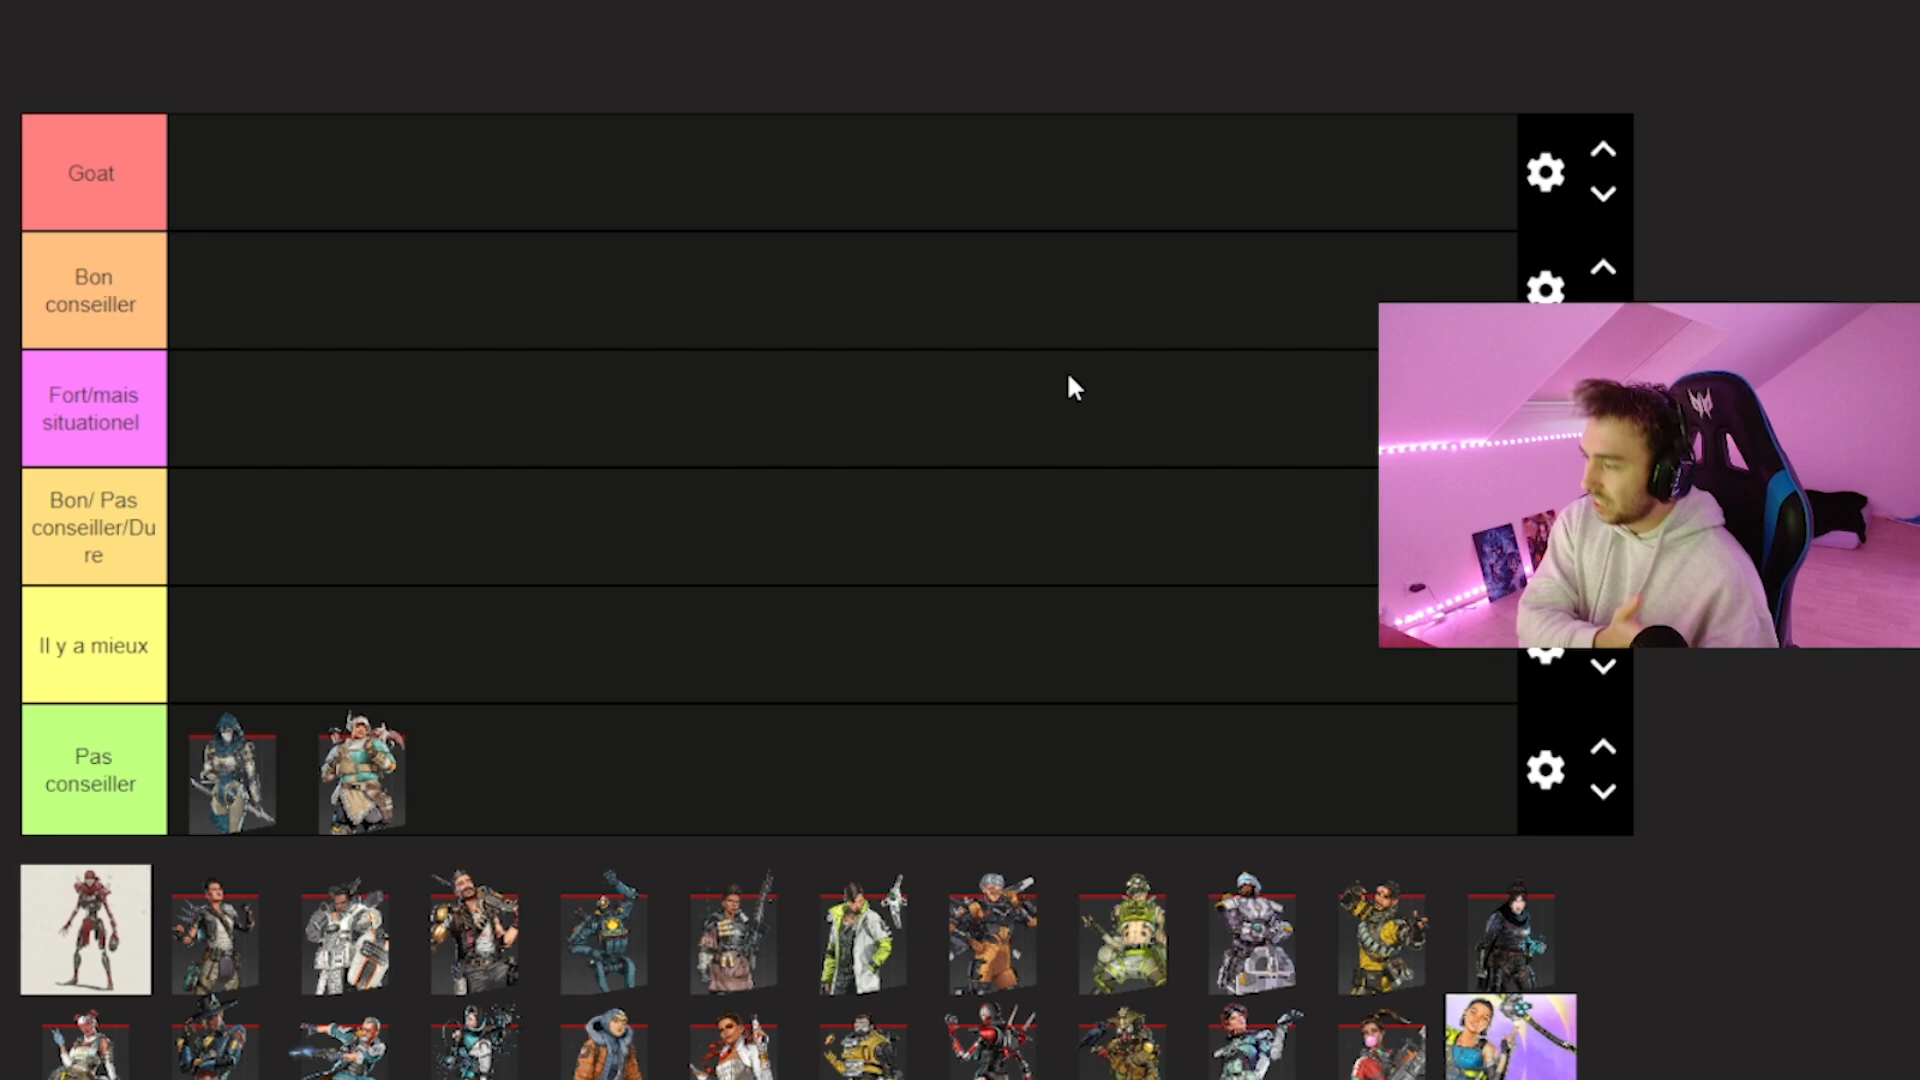 Goat
Bon
conseiller
Fort/mais
situationel
Bon/ Pas
conseiller/Du
re
Il y a mieux
Pas
conseiller